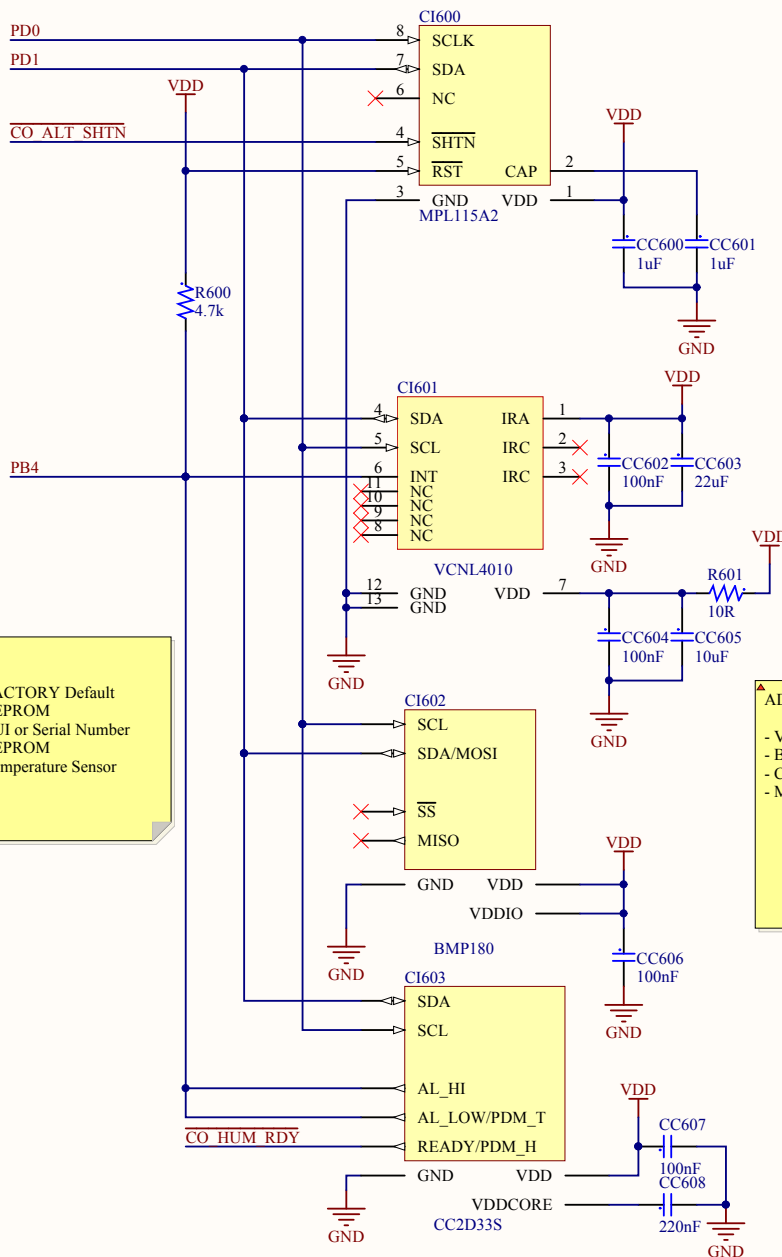 CI600
PD0
8
SCLK
PD1
7
SDA
VDD
6
NC
CO_ALT_SHTN
4
SHTN
VDD
5
RST
CAP
2
3
GND
VDD
1
MPL115A2
CC600
1uF
CC601
1uF
R600
4.7k
GND
VDD
CI601
4
SDA
IRA
1
5
SCL
IRC
2
PB4
6
INT
IRC
3
11
NC
10
NC
9
NC
8
NC
CC602
100nF
CC603
22uF
GND
VDD
VCNL4010
12
GND
VDD
7
13
GND
R601
10R
CC604
100nF
CC605
10uF
GND
GND
ACTORY Default
EPROM
UI or Serial Number
EPROM
mperature Sensor
CI602
SCL
SDA/MOSI
SS
MISO
GND
VDD
VDDIO
VDD
BMP180
CC606
100nF
GND
GND
CI603
SDA
SCL
AL_HI
AL_LOW/PDM_T
CO_HUM_RDY
READY/PDM_H
GND
VDD
VDDCORE
CC2D33S
VDD
CC607
100nF
CC608
220nF
GND
GND
- V
- B
- M